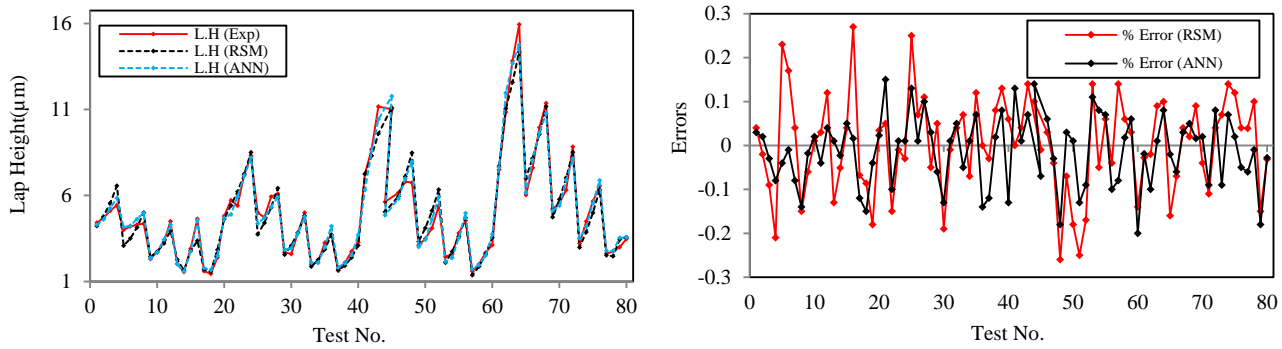 16
11
6
1
Lap Height(μm)
L.H (Exp)
L.H (RSM)
L.H (ANN)
0 10 20 30 40 50 60 70 80
Test No.
0.3
0.2
0.1
0
-0.1
-0.2
-0.3
Errors
% Error (RSM)
% Error (ANN)
0 10 20 30 40 50 60 70 80
Test No.